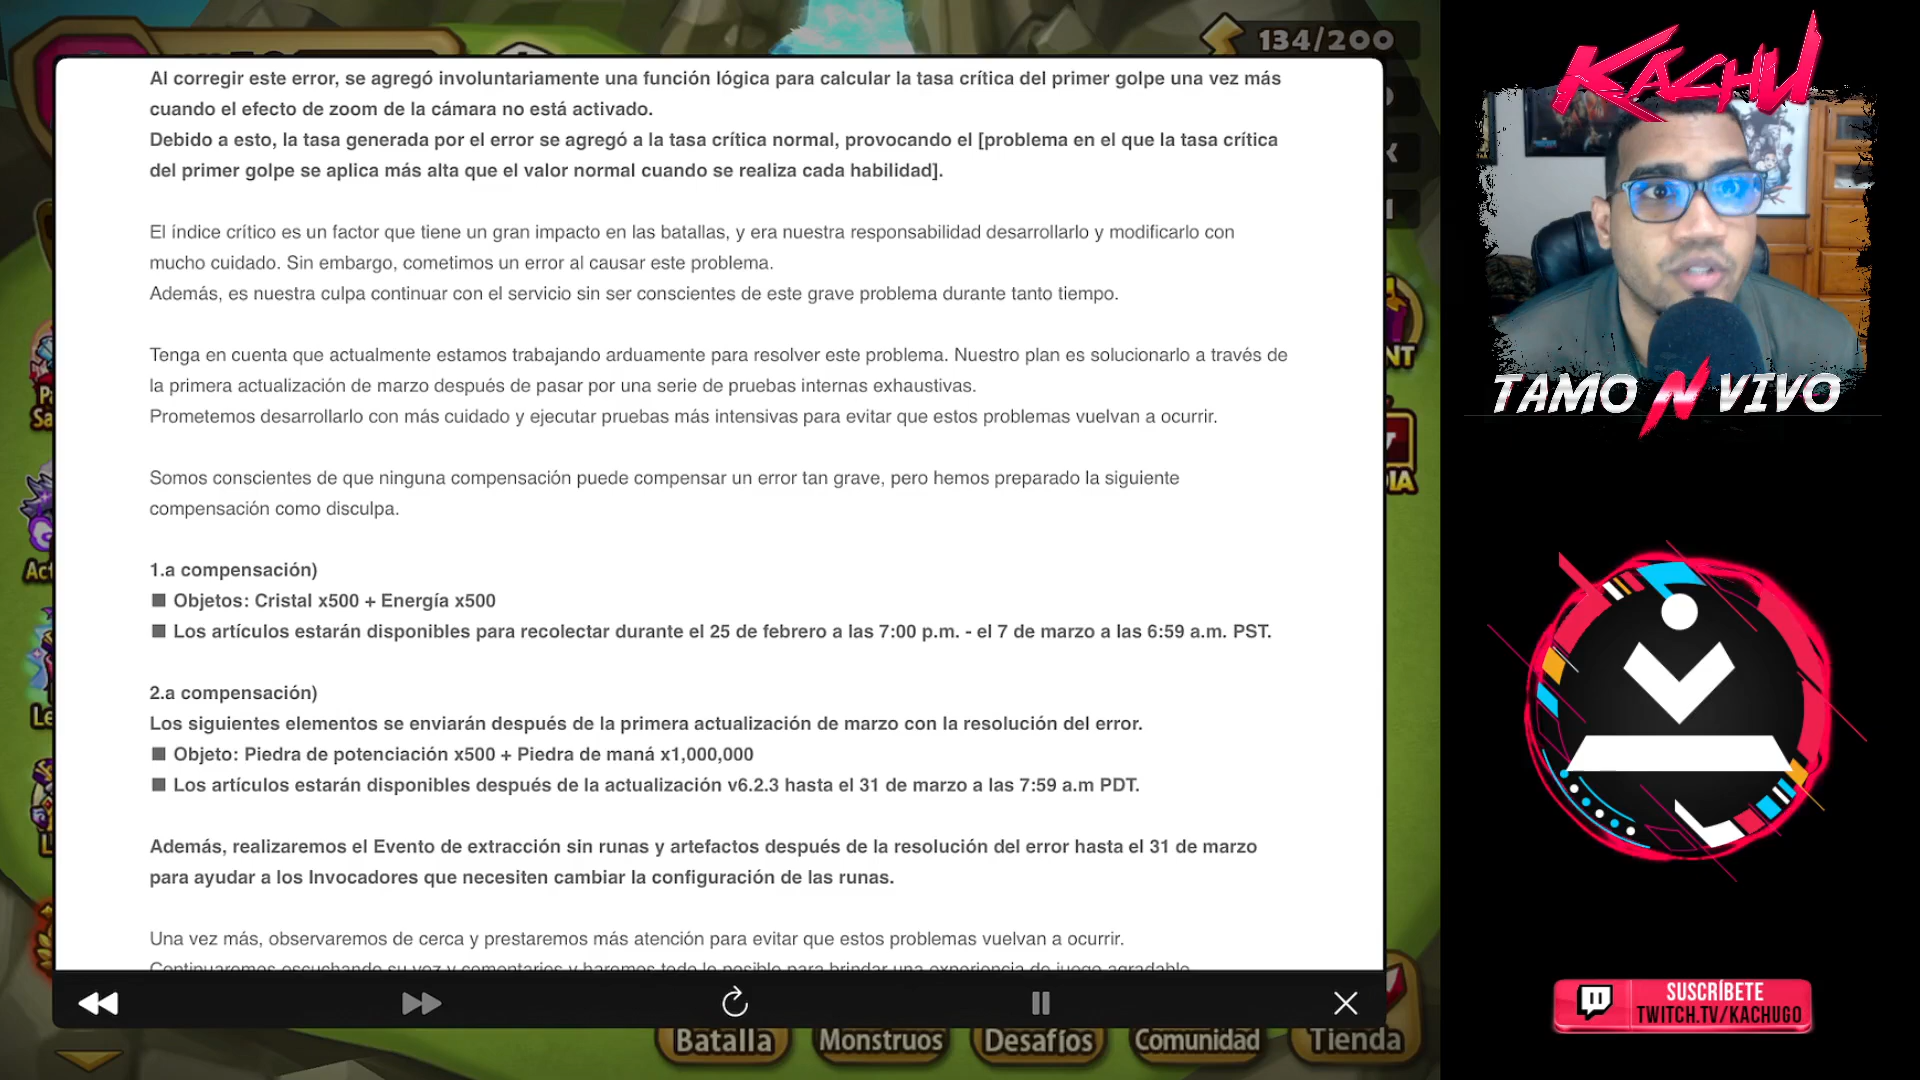 134/200
Al corregir este error, se agregó involuntariamente una función lógica para calcular la tasa crítica del primer golpe una vez más
cuando el efecto de zoom de la cámara no está activado.
Debido a esto, la tasa generada por el error se agregó a la tasa crítica normal, provocando el [problema en el que la tasa crítica
del primer golpe se aplica más alta que el valor normal cuando se realiza cada habilidad].
El índice crítico es un factor que tiene un gran impacto en las batallas, y era nuestra responsabilidad desarrollarlo y modificarlo con
mucho cuidado. Sin embargo, cometimos un error al causar este problema.
Además, es nuestra culpa continuar con el servicio sin ser conscientes de este grave problema durante tanto tiempo.
Tenga en cuenta que actualmente estamos trabajando arduamente para resolver este problema. Nuestro plan es solucionarlo a través de
la primera actualización de marzo después de pasar por una serie de pruebas internas exhaustivas.
Prometemos desarrollarlo con más cuidado y ejecutar pruebas más intensivas para evitar que estos problemas vuelvan a ocurrir.
Somos conscientes de que ninguna compensación puede compensar un error tan grave, pero hemos preparado la siguiente
compensación como disculpa.
1.a compensación)
■ Objetos: Cristal x500 + Energía x500
■ Los artículos estarán disponibles para recolectar durante el 25 de febrero a las 7:00 p.m. - el 7 de marzo a las 6:59 a.m. PST.
2.a compensación)
Los siguientes elementos se enviarán después de la primera actualización de marzo con la resolución del error.
■ Objeto: Piedra de potenciación x500 + Piedra de maná x1,000,000
■ Los artículos estarán disponibles después de la actualización v6.2.3 hasta el 31 de marzo a las 7:59 a.m PDT.
Además, realizaremos el Evento de extracción sin runas y artefactos después de la resolución del error hasta el 31 de marzo
para ayudar a los Invocadores que necesiten cambiar la configuración de las runas.
Una vez más, observaremos de cerca y prestaremos más atención para evitar que estos problemas vuelvan a ocurrir.
Continuaremos escuchando su voz y comentarios y haremos todo lo posible para brindar una experiencia de juego agradable
Batalla
Monstruos
Desafíos
Comunidad
Tienda
KACHU
TAMO N VIVO
SUSCRÍBETE
TWITCH.TV/KACHUGO